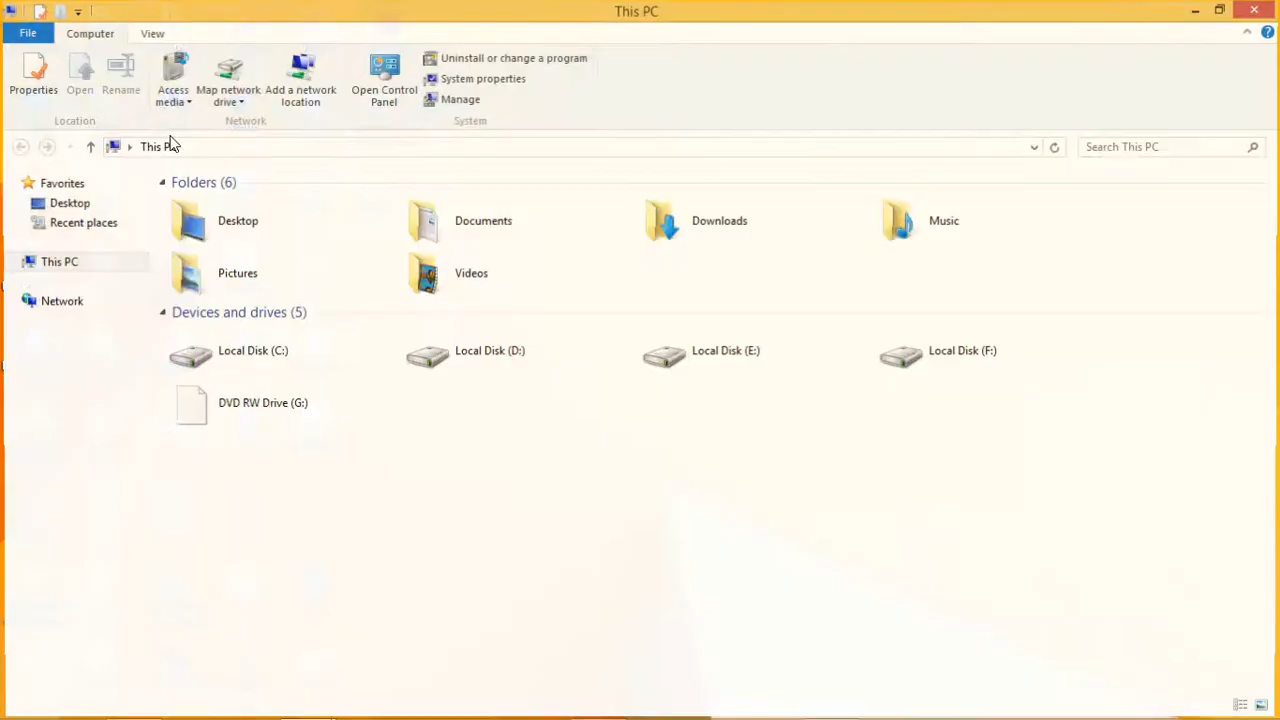 This PC
File
Computer
View
Properties
Open
Rename
Access media
Map network drive
Add a network location
Open Control Panel
Uninstall or change a program
System properties
Manage
Location
Network
System
This PC
Search This PC
Favorites
Desktop
Recent places
This PC
Network
Folders (6)
Desktop
Documents
Downloads
Music
Pictures
Videos
Devices and drives (5)
Local Disk (C:)
Local Disk (D:)
Local Disk (E:)
Local Disk (F:)
DVD RW Drive (G:)